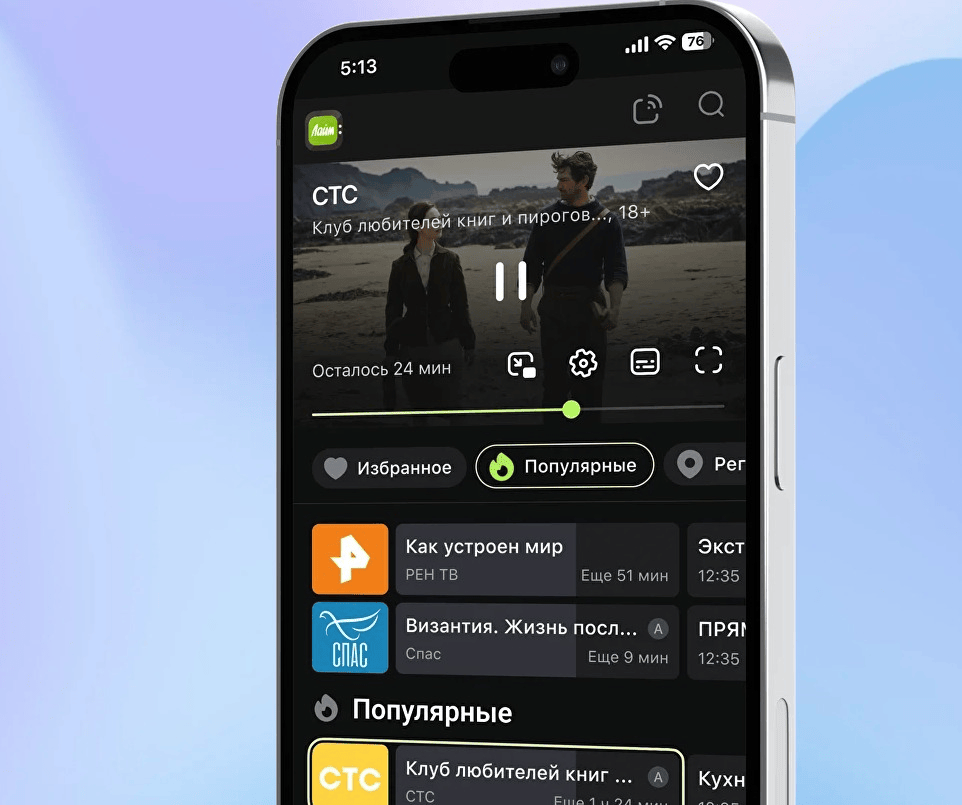 5:13
76
Лайм
СТС
Клуб любителей книг и пирогов..., 18+
Осталось 24 мин
Избранное
Популярные
Рег
Как устроен мир
РЕН ТВ
Еще 51 мин
Экст
12:35
СПАС
Византия. Жизнь посл...
А
Спас
Еще 9 мин
ПРЯМ
12:35
Популярные
СТС
Клуб любителей книг ...
А
СТС
Еще 1 ч 24 мин
Кухн